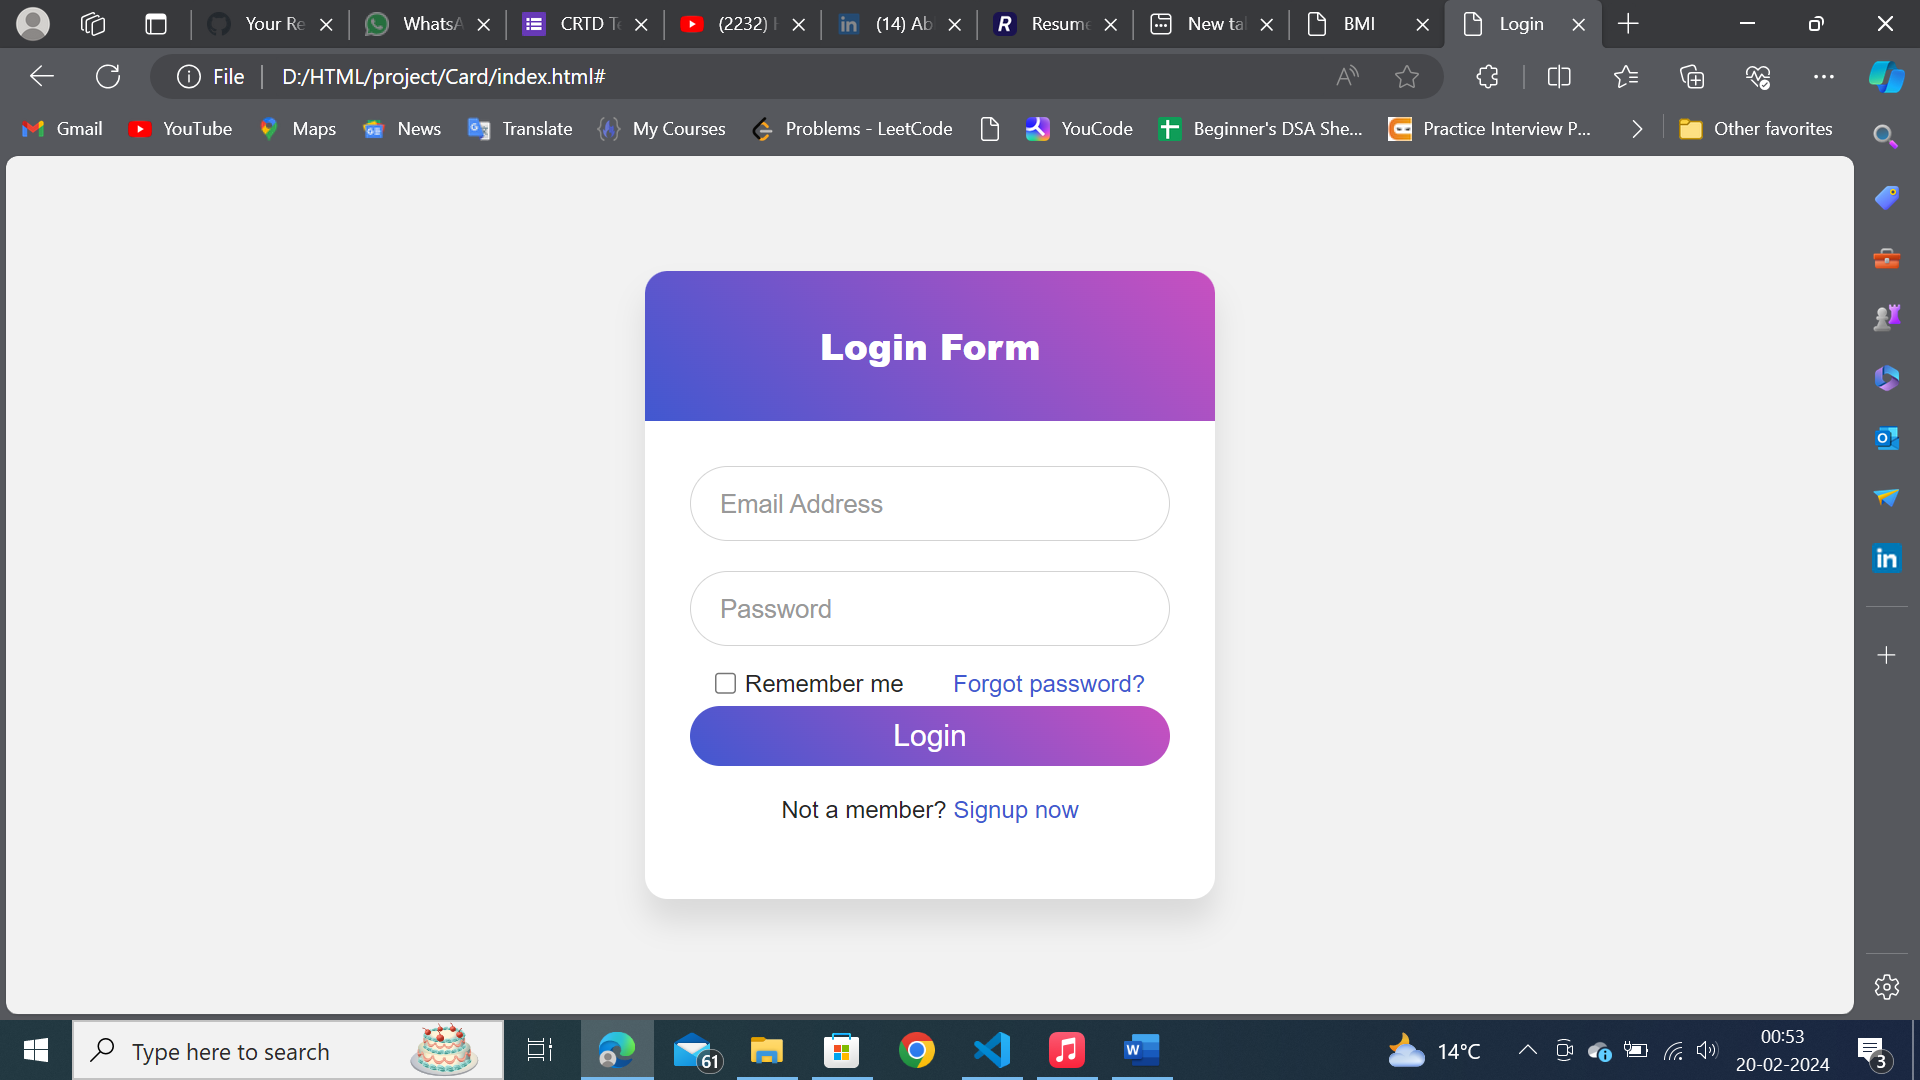 Your Re
WhatsA
CRTD Te
(2232) H
(14) Ab
Resume
New tab
BMI
Login
File
D:/HTML/project/Card/index.html#
Gmail
YouTube
Maps
News
Translate
My Courses
Problems - LeetCode
YouCode
Beginner's DSA She...
Practice Interview P...
Other favorites
Login Form
Email Address
Password
Remember me
Forgot password?
Login
Not a member? Signup now
Type here to search
61
14°C
00:53
20-02-2024
3